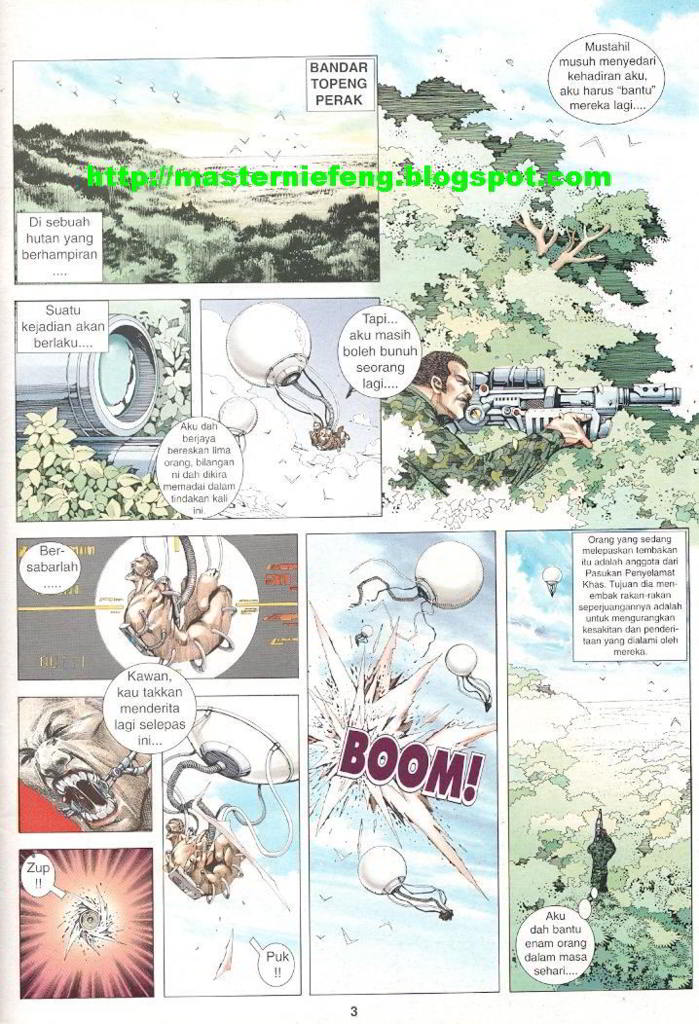 BANDAR
TOPENG
PERAK
Mustahil
musuh menyedari
kehadiran aku,
aku harus "bantu"
mereka lagi....
http://masterniefeng.blogspot.com
Di sebuah
hutan yang
berhampiran
....
Suatu
kejadian akan
berlaku....
Aku dah
berjaya
bereskan lima
orang, bilangan
ni dah dikira
memadai dalam
tindakan kali
ini.
Tapi...
aku masih
boleh bunuh
seorang
lagi....
Ber-
sabarlah
.....
Kawan,
kau takkan
menderita
lagi selepas
ini...
Zup
!!
Puk
!!
BOOM!
Orang yang sedang
melepaskan tembakan
itu adalah anggota dari
Pasukan Penyelamat
Khas. Tujuan dia me-
nembak rakan-rakan
seperjuangannya adalah
untuk mengurangkan
kesakitan dan penderi-
taan yang dialami oleh
mereka.
Aku
dah bantu
enam orang
dalam masa
sehari....
3